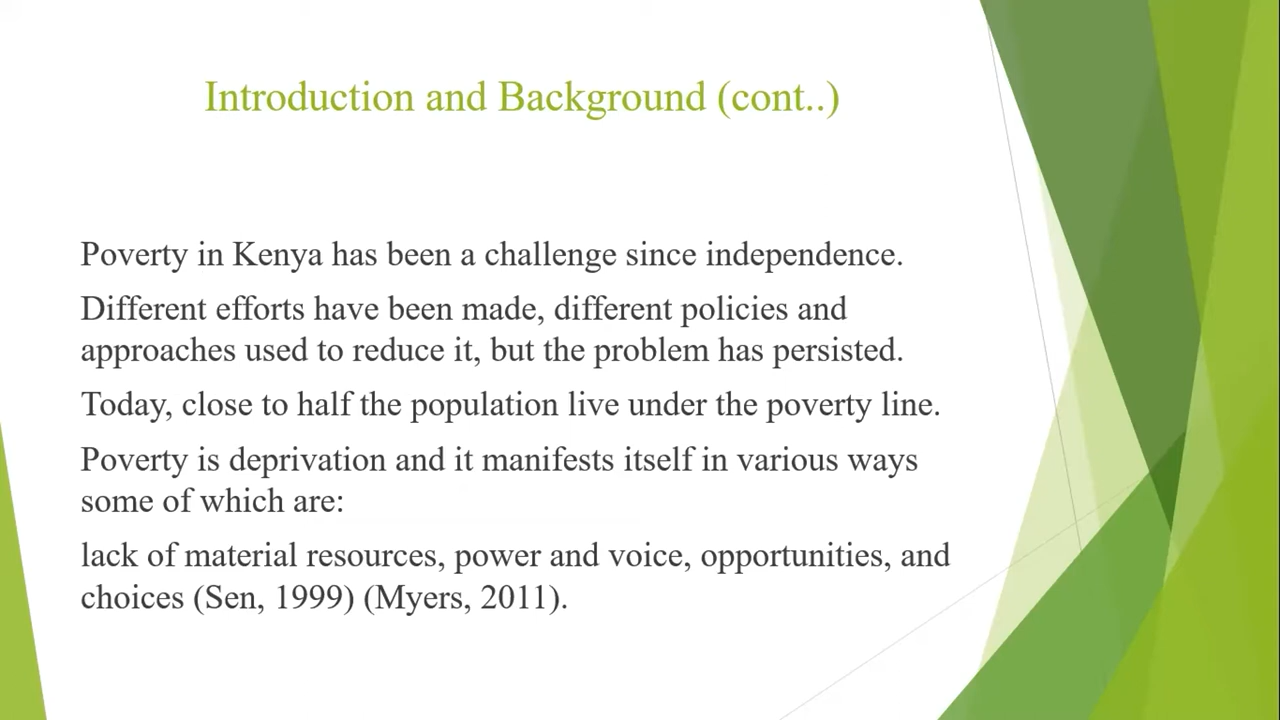 Introduction and Background (cont..)
Poverty in Kenya has been a challenge since independence.
Different efforts have been made, different policies and
approaches used to reduce it, but the problem has persisted.
Today, close to half the population live under the poverty line.
Poverty is deprivation and it manifests itself in various ways
some of which are:
lack of material resources, power and voice, opportunities, and
choices (Sen, 1999) (Myers, 2011).